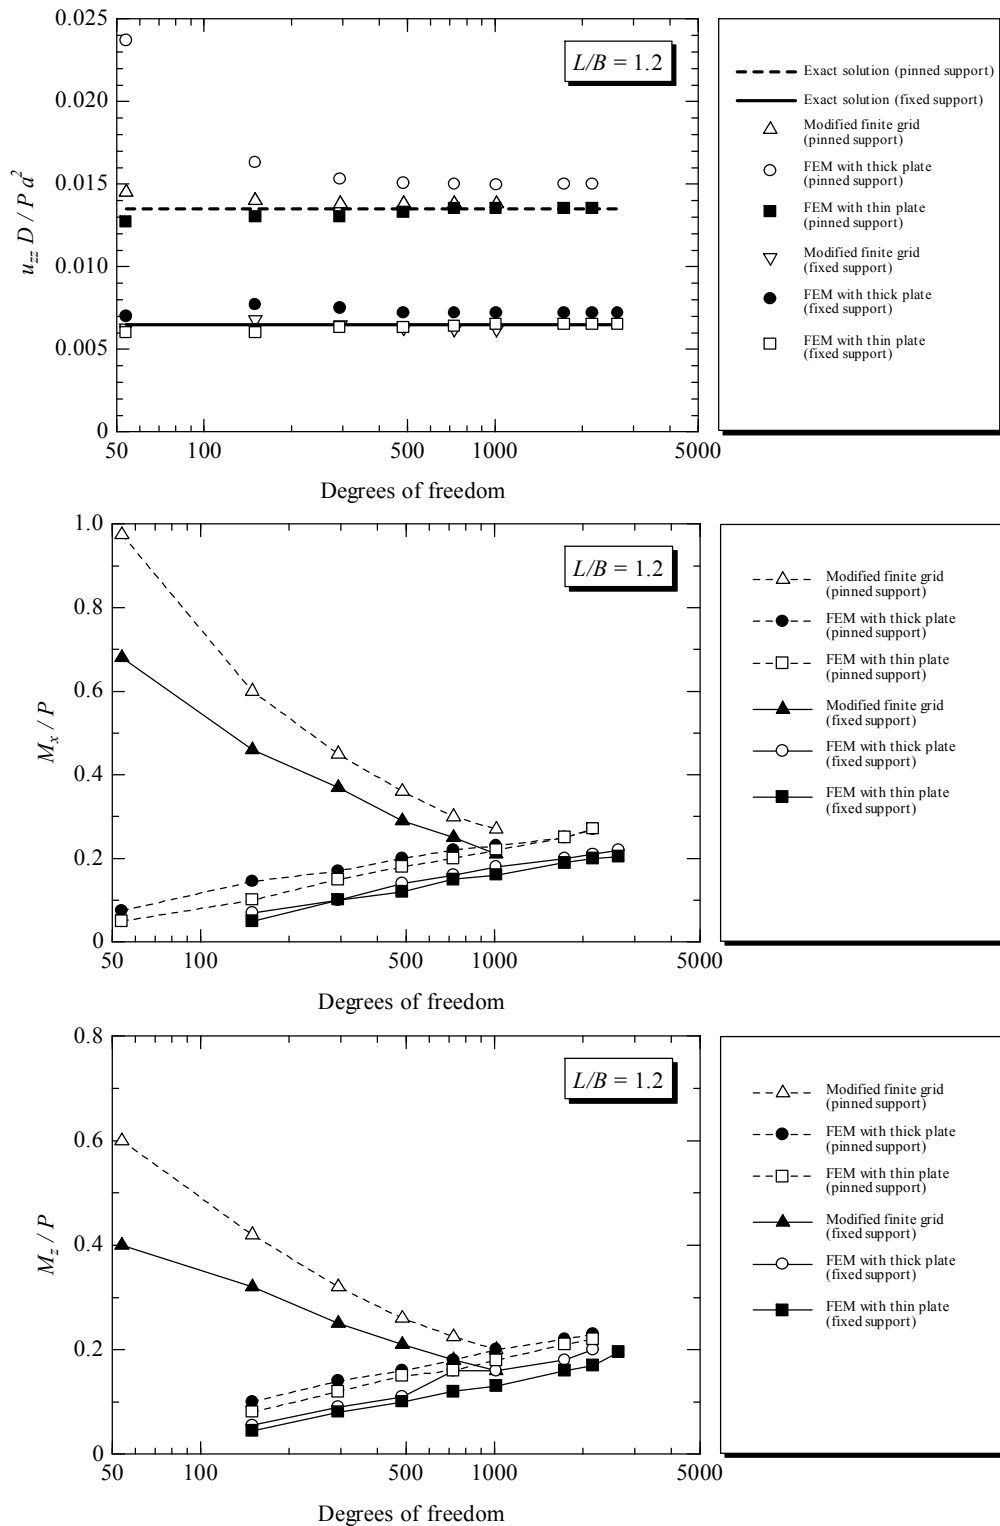 0.025
0.020
0.015
0.010
0.005
0
u_zz D / P a^2
50 100 500 1000 5000
Degrees of freedom
L/B = 1.2
Exact solution (pinned support)
Exact solution (fixed support)
Modified finite grid
(pinned support)
FEM with thick plate
(pinned support)
FEM with thin plate
(pinned support)
Modified finite grid
(fixed support)
FEM with thick plate
(fixed support)
FEM with thin plate
(fixed support)
1.0
0.8
0.6
0.4
0.2
0
M_x / P
50 100 500 1000 5000
Degrees of freedom
L/B = 1.2
Modified finite grid
(pinned support)
FEM with thick plate
(pinned support)
FEM with thin plate
(pinned support)
Modified finite grid
(fixed support)
FEM with thick plate
(fixed support)
FEM with thin plate
(fixed support)
0.8
0.6
0.4
0.2
0
M_z / P
50 100 500 1000 5000
Degrees of freedom
L/B = 1.2
Modified finite grid
(pinned support)
FEM with thick plate
(pinned support)
FEM with thin plate
(pinned support)
Modified finite grid
(fixed support)
FEM with thick plate
(fixed support)
FEM with thin plate
(fixed support)